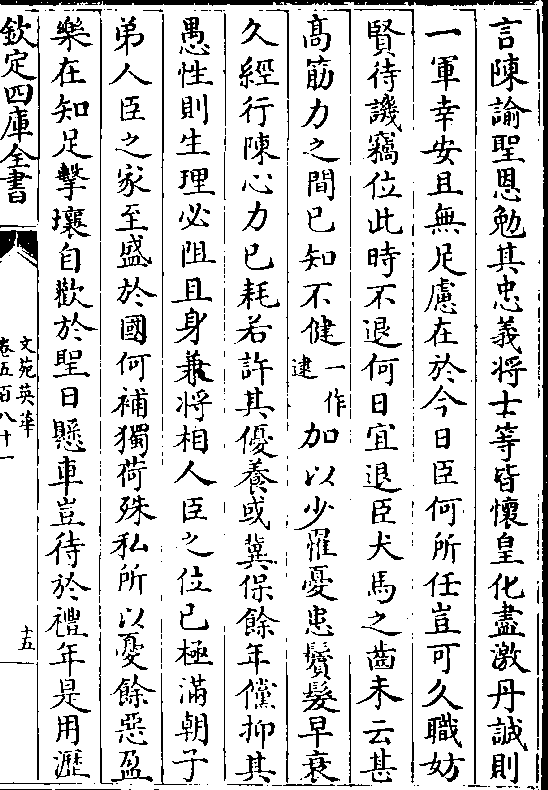 言陳諭聖恩勉其忠義將士等皆懷皇化盡激丹誠則
一軍幸安且無足慮在於今日臣何所任豈可久職妨
賢待譏竊位此時不退何日宜退臣犬馬之齒未云甚
高筋力之間已知不健一作逮加以少罹憂患鬢髮早衰
久經行陳心力已耗若許其優養或冀保餘年儻抑其
愚性則生理必阻且身兼將相人臣之位已極滿朝子
弟人臣之家至盛於國何補獨荷殊私所以憂餘惡盈
樂在知足擊壤自歡於聖日懸車豈待於禮年是用瀝
欽定四庫全書
文苑英華
卷五百八十一
十五